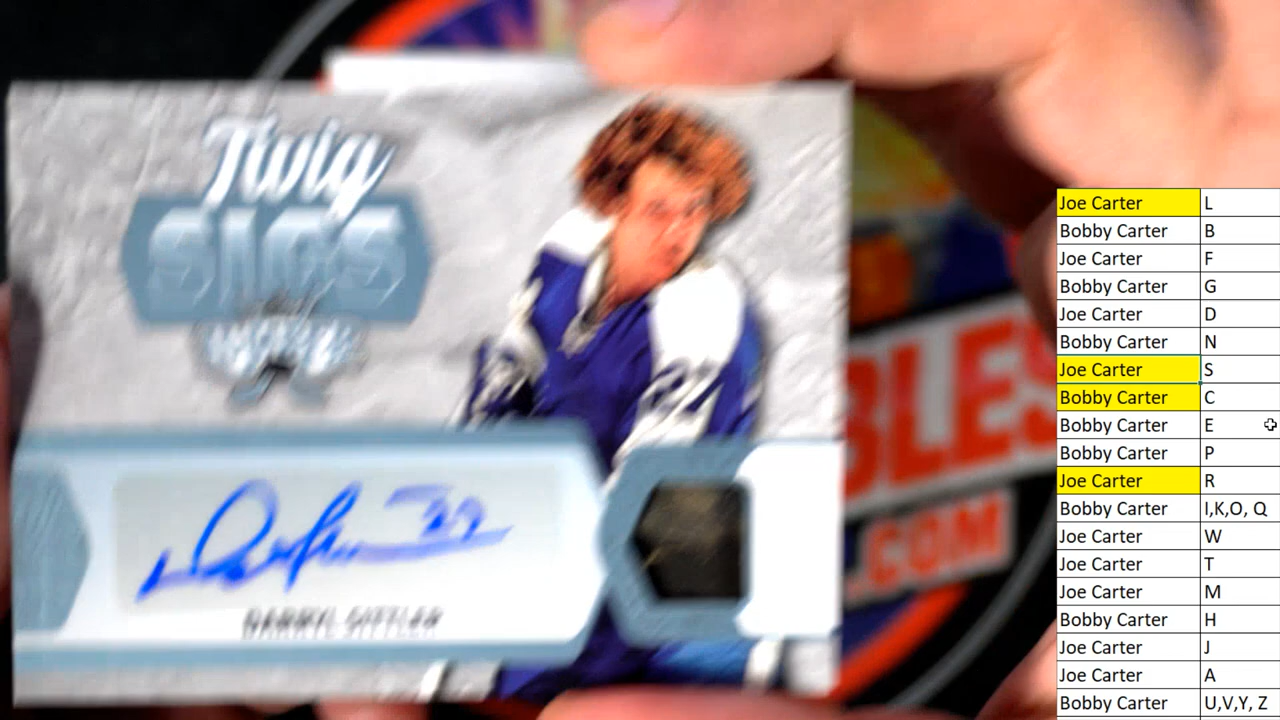 Twig
SIGS
27
DARRYL SITTLER
BLES
.COM
Joe Carter L
Bobby Carter B
Joe Carter F
Bobby Carter G
Joe Carter D
Bobby Carter N
Joe Carter S
Bobby Carter C
Bobby Carter E
Bobby Carter P
Joe Carter R
Bobby Carter I,K,O, Q
Joe Carter W
Joe Carter T
Joe Carter M
Bobby Carter H
Joe Carter J
Joe Carter A
Bobby Carter U,V,Y, Z